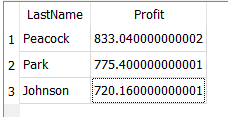 LastName Profit
1 Peacock 833.040000000002
2 Park 775.400000000001
3 Johnson 720.160000000001